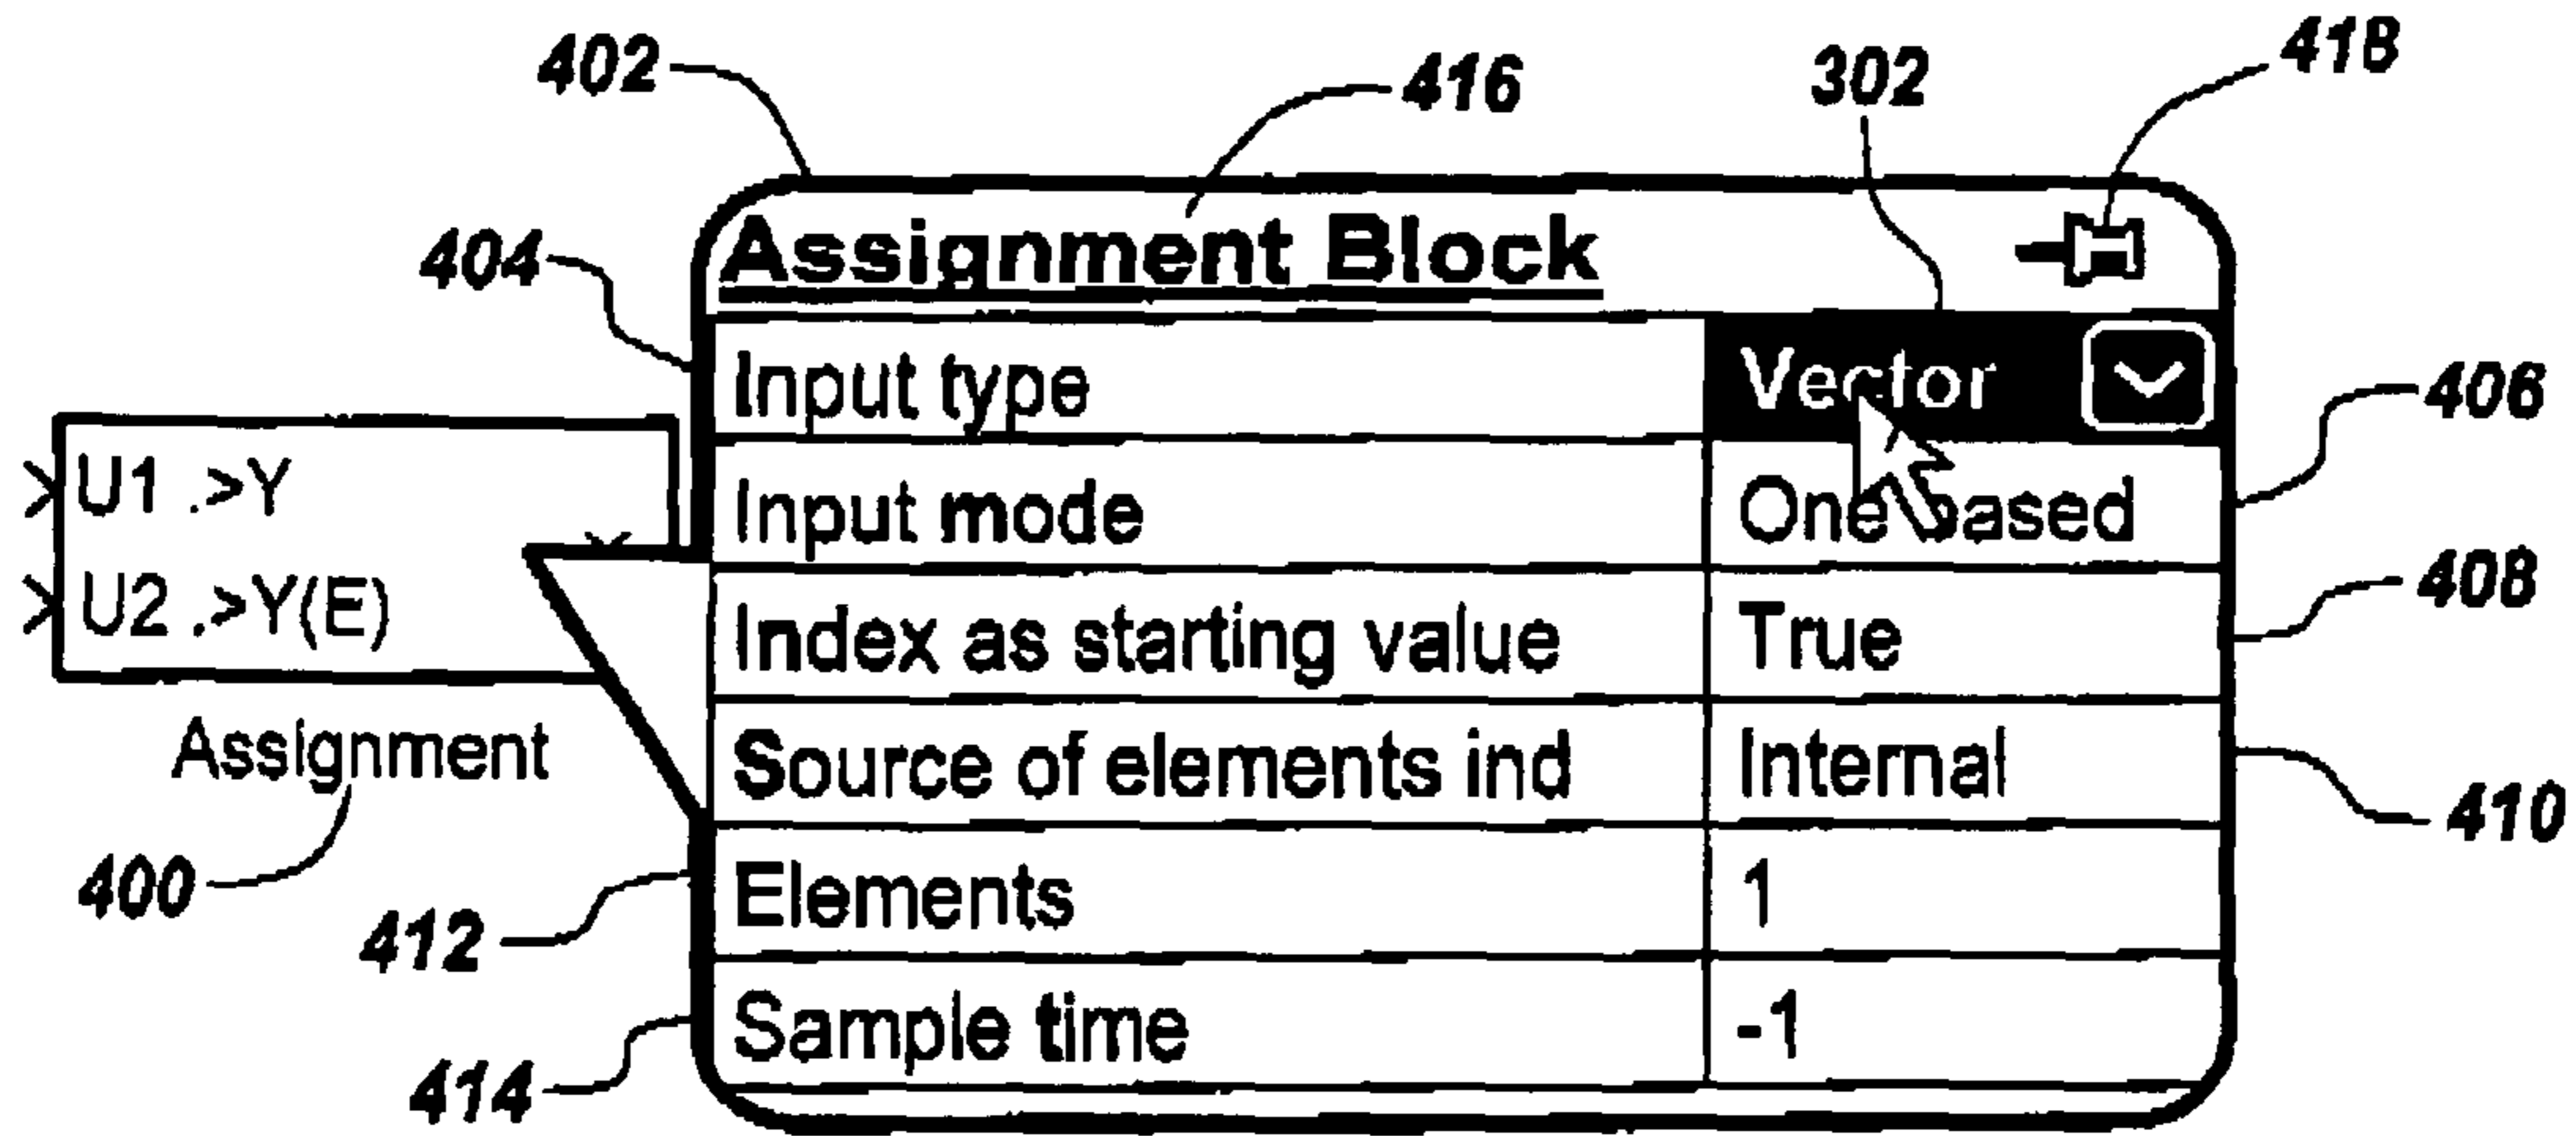 402
416
302
418
404
Assignment Block
Input type Vector
406
U1 .>Y
Input mode One based
408
U2 .>Y(E)
Index as starting value True
Assignment
Source of elements ind Internal
410
400
412
Elements 1
414
Sample time -1